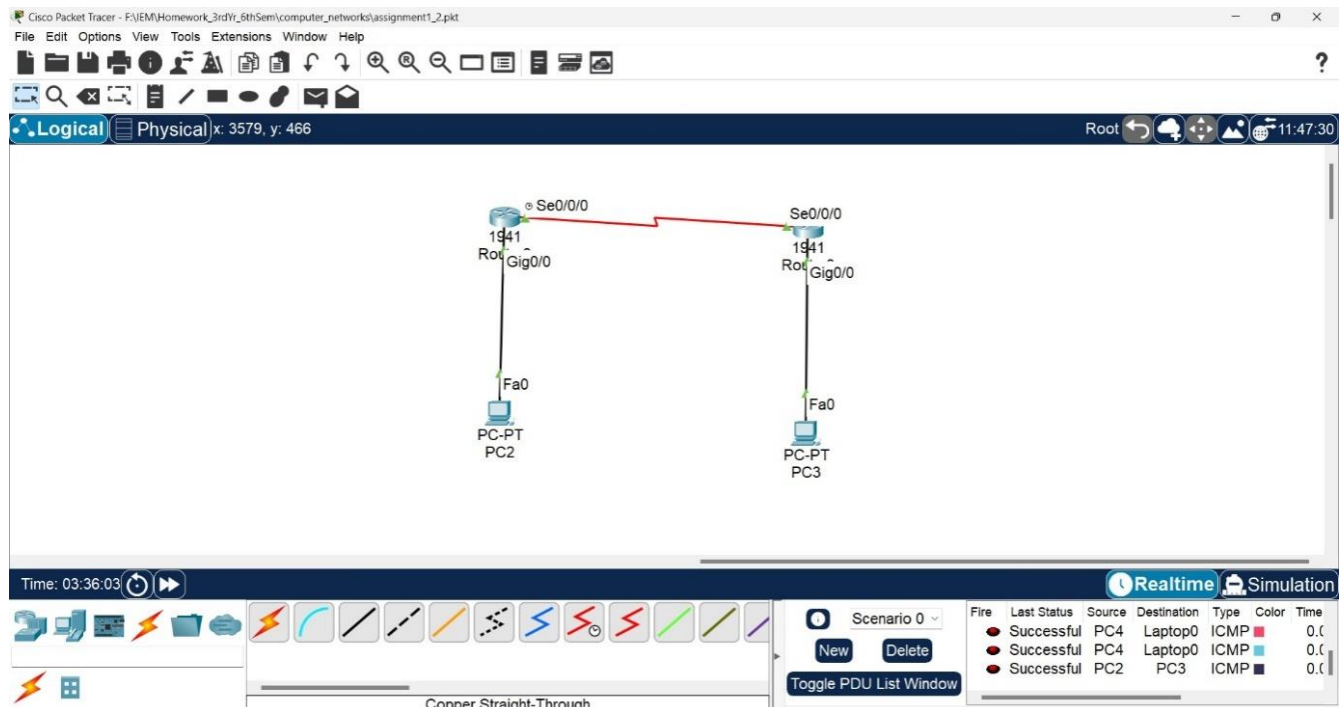 Cisco Packet Tracer - F:\IEM\Homework_3rdYr_6thSem\computer_networks\assignment1_2.pkt
File Edit Options View Tools Extensions Window Help
?
Logical Physical x: 3579, y: 466 Root 11:47:30
Se0/0/0 Se0/0/0
1941 1941
Gig0/0 Gig0/0
Fa0 Fa0
PC-PT PC-PT
PC2 PC3
Time: 03:36:03 Realtime Simulation
Scenario 0
New Delete
Toggle PDU List Window
Fire Last Status Source Destination Type Color Time
Successful PC4 Laptop0 ICMP
Successful PC4 Laptop0 ICMP
Successful PC2 PC3 ICMP
Copper Straight-Through